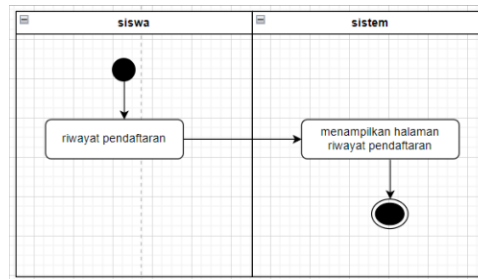 siswa
sistem
riwayat pendaftaran
menampilkan halaman
riwayat pendaftaran